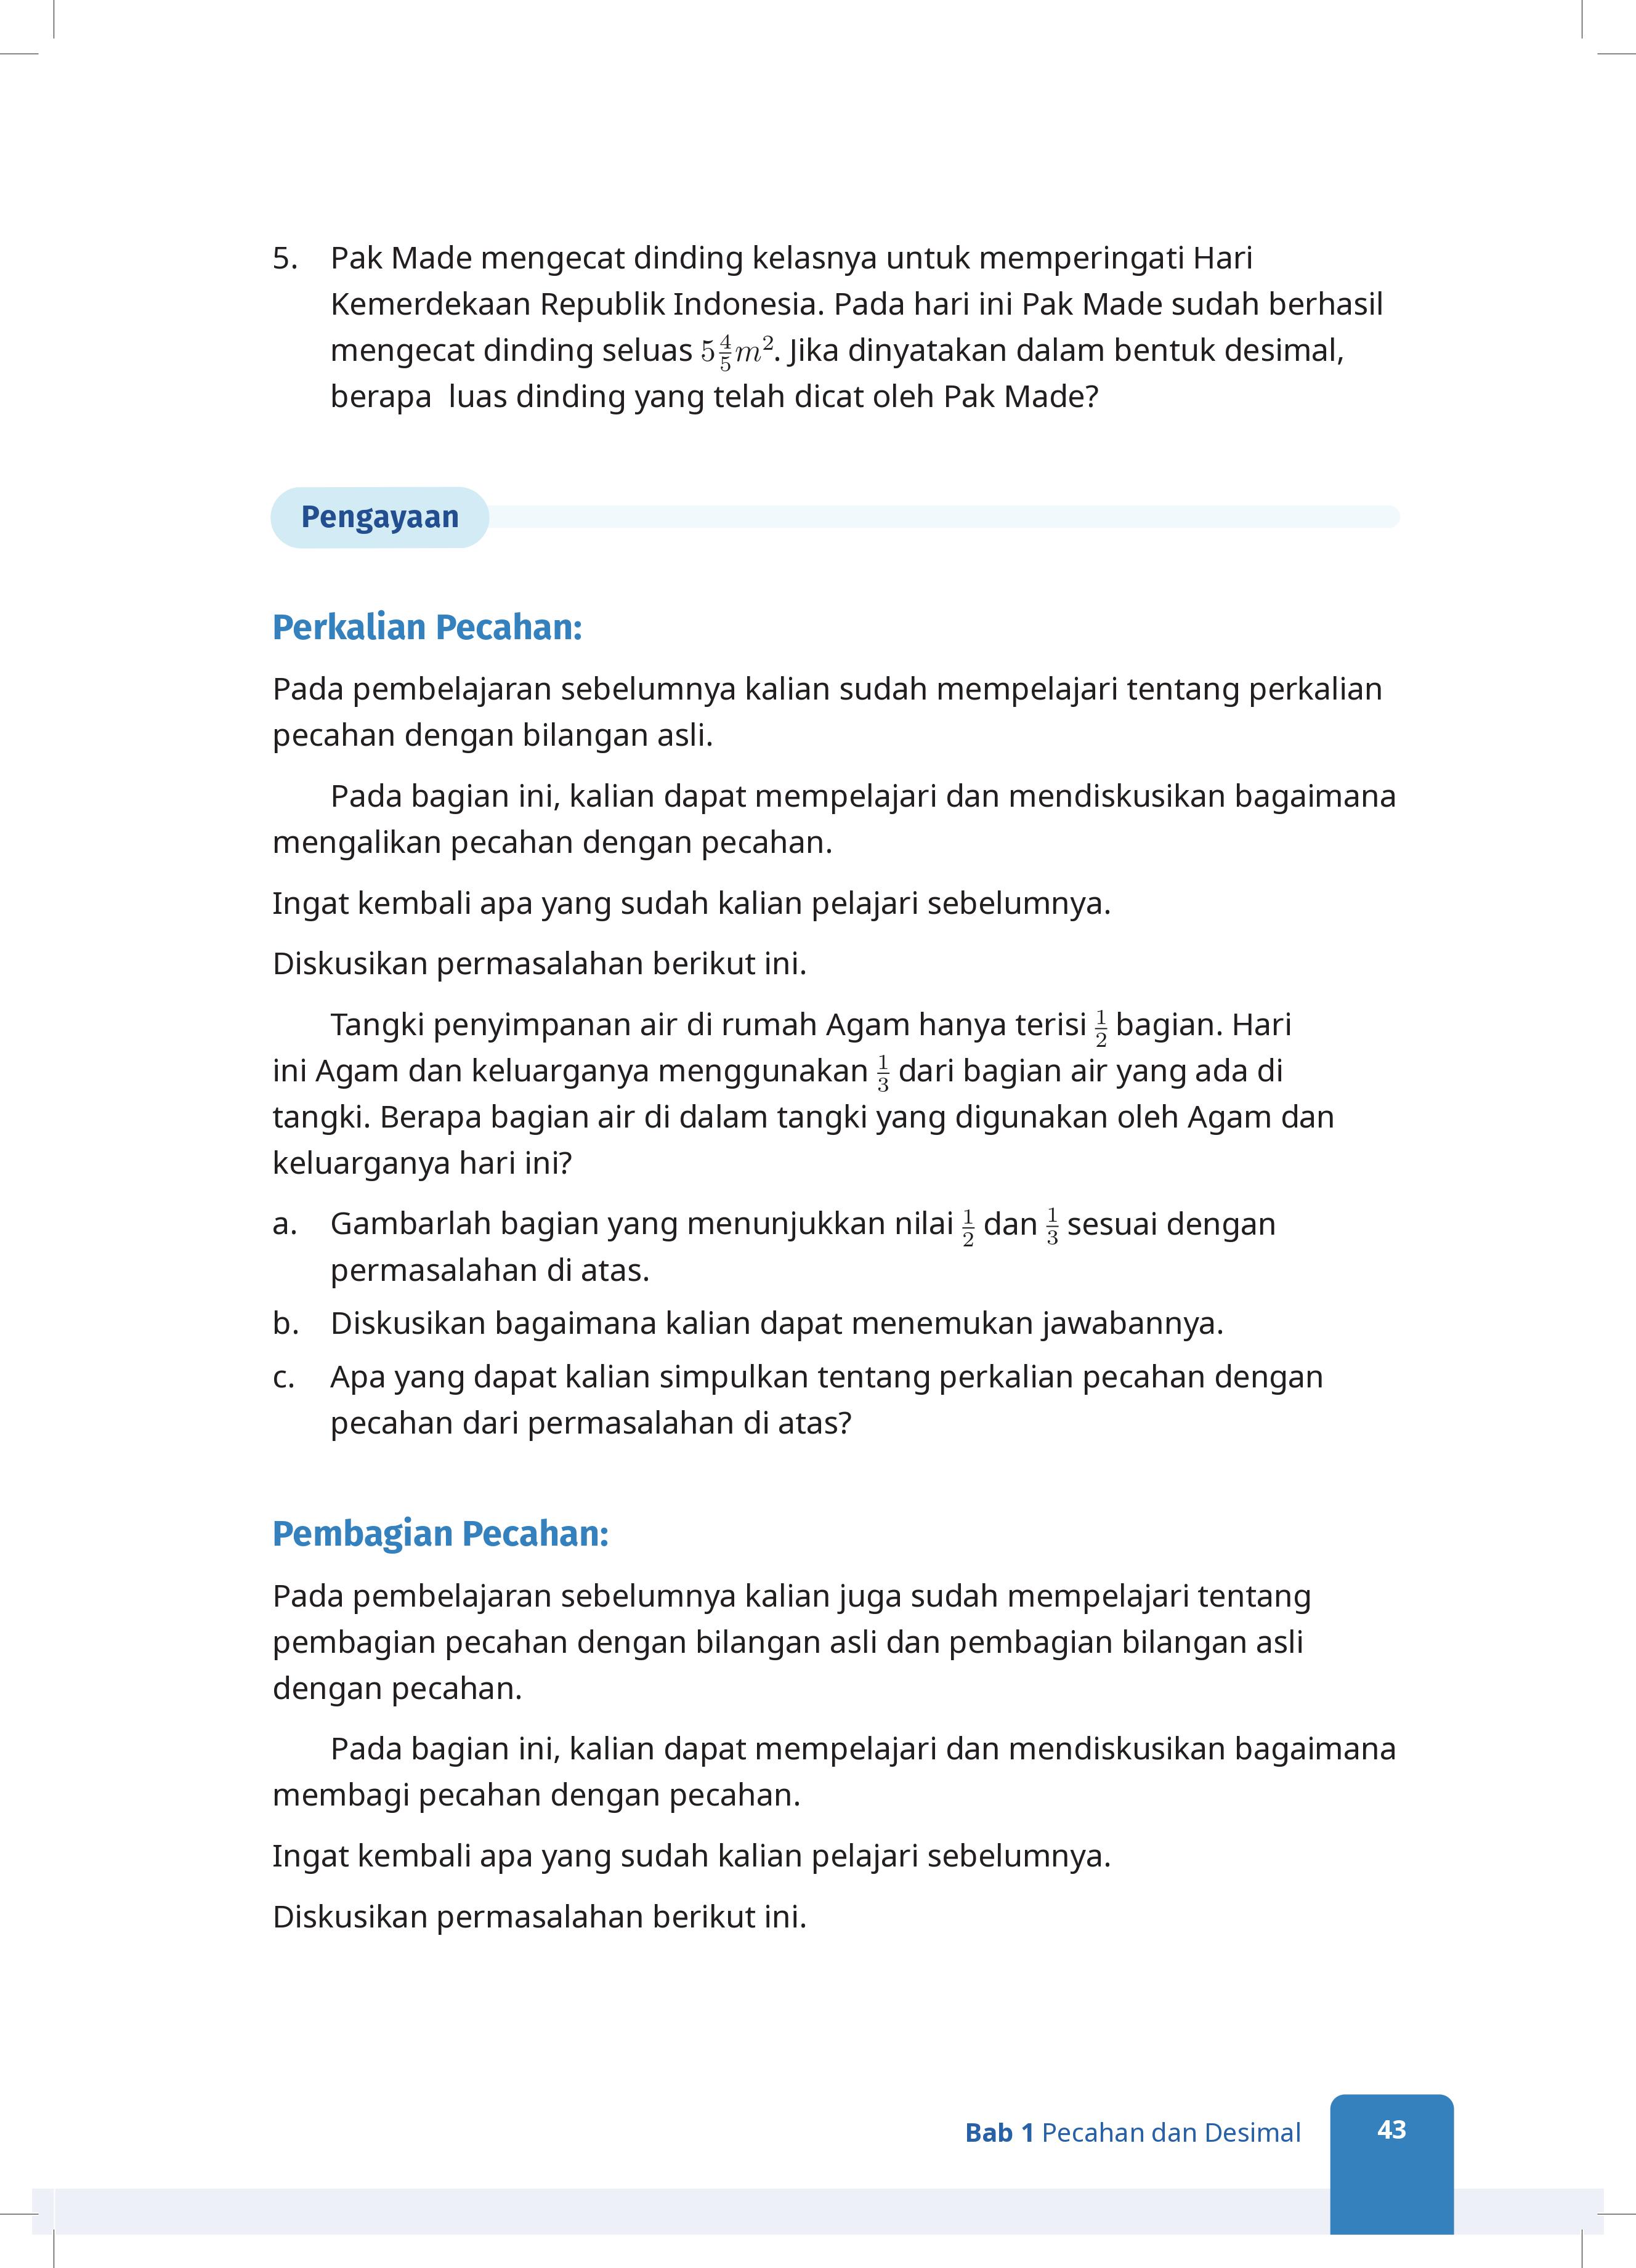 5. Pak Made mengecat dinding kelasnya untuk memperingati Hari
Kemerdekaan Republik Indonesia. Pada hari ini Pak Made sudah berhasil
mengecat dinding seluas 5 4/5 m². Jika dinyatakan dalam bentuk desimal,
berapa luas dinding yang telah dicat oleh Pak Made?
Pengayaan
Perkalian Pecahan:
Pada pembelajaran sebelumnya kalian sudah mempelajari tentang perkalian
pecahan dengan bilangan asli.
Pada bagian ini, kalian dapat mempelajari dan mendiskusikan bagaimana
mengalikan pecahan dengan pecahan.
Ingat kembali apa yang sudah kalian pelajari sebelumnya.
Diskusikan permasalahan berikut ini.
Tangki penyimpanan air di rumah Agam hanya terisi 1/2 bagian. Hari
ini Agam dan keluarganya menggunakan 1/3 dari bagian air yang ada di
tangki. Berapa bagian air di dalam tangki yang digunakan oleh Agam dan
keluarganya hari ini?
a. Gambarlah bagian yang menunjukkan nilai 1/2 dan 1/3 sesuai dengan
permasalahan di atas.
b. Diskusikan bagaimana kalian dapat menemukan jawabannya.
c. Apa yang dapat kalian simpulkan tentang perkalian pecahan dengan
pecahan dari permasalahan di atas?
Pembagian Pecahan:
Pada pembelajaran sebelumnya kalian juga sudah mempelajari tentang
pembagian pecahan dengan bilangan asli dan pembagian bilangan asli
dengan pecahan.
Pada bagian ini, kalian dapat mempelajari dan mendiskusikan bagaimana
membagi pecahan dengan pecahan.
Ingat kembali apa yang sudah kalian pelajari sebelumnya.
Diskusikan permasalahan berikut ini.
Bab 1 Pecahan dan Desimal 43